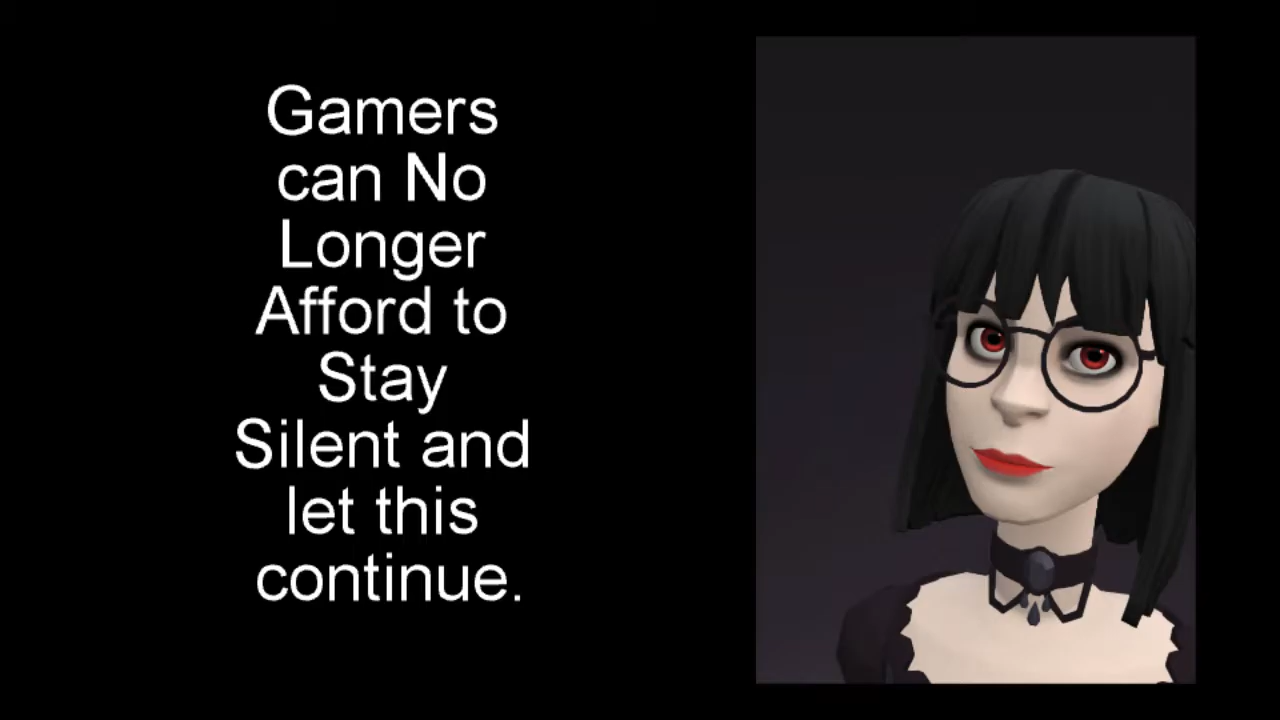 Gamers
can No
Longer
Afford to
Stay
Silent and
let this
continue.